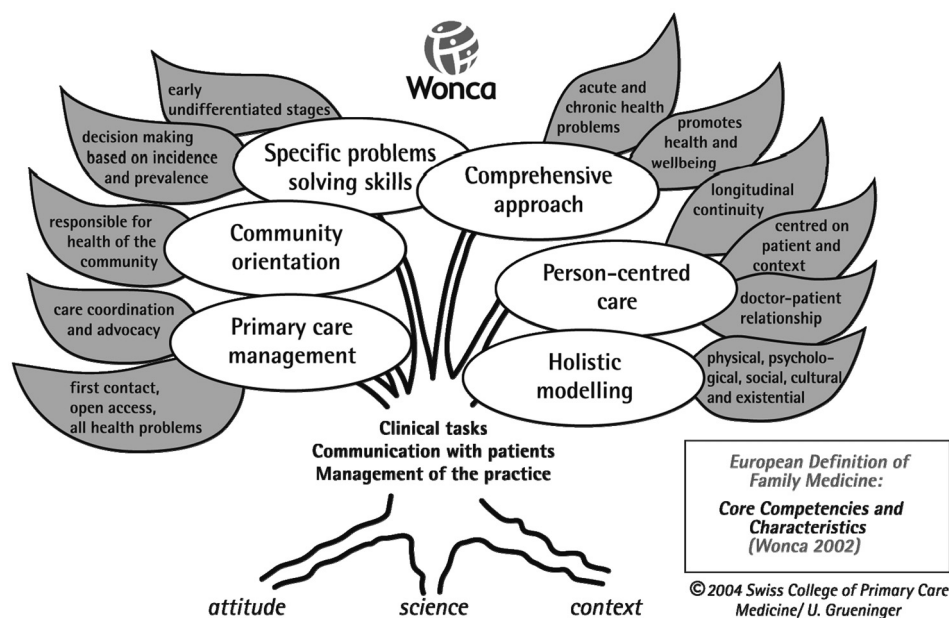 Wonca
early
undifferentiated stages
decision making
based on incidence
and prevalence
responsible for
health of the
community
care coordination
and advocacy
first contact,
open access,
all health problems
Specific problems
solving skills
Community
orientation
Primary care
management
Comprehensive
approach
Person-centred
care
Holistic
modelling
acute and
chronic health
problems
promotes
health and
wellbeing
longitudinal
continuity
centred on
patient and
context
doctor-patient
relationship
physical, psycholo-
gical, social, cultural
and existential
Clinical tasks
Communication with patients
Management of the practice
attitude
science
context
European Definition of
Family Medicine:
Core Competencies and
Characteristics
(Wonca 2002)
© 2004 Swiss College of Primary Care
Medicine/ U. Grueninger